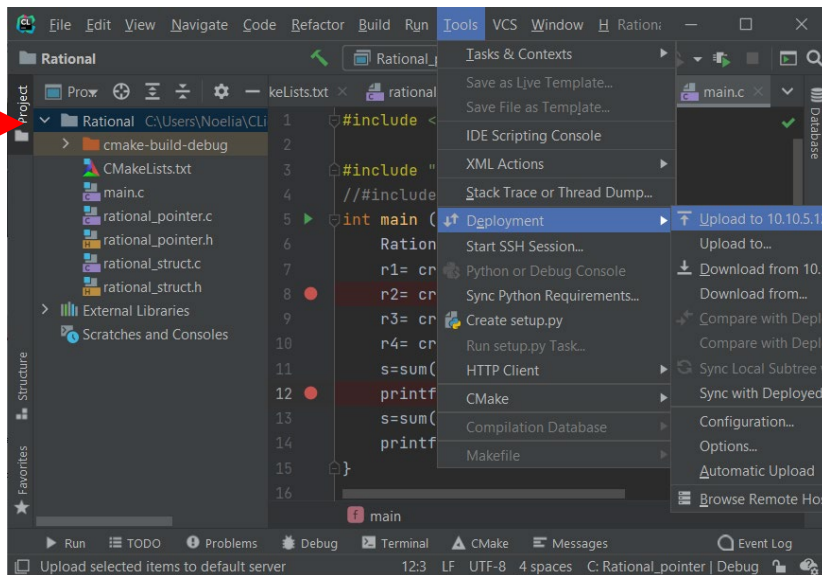 File Edit View Navigate Code Refactor Build Run Tools VCS Window H Ration
Rational
Rational_
Project
keLists.txt
rational
main.c
Database
Rational C:\Users\Noelia\CLi
cmake-build-debug
CMakeLists.txt
main.c
rational_pointer.c
rational_pointer.h
rational_struct.c
rational_struct.h
External Libraries
Scratches and Consoles
Structure
Favorites
1 #include <
2
3 #include "
4 //#include
5 int main (
6 Ration
7 r1= cr
8 r2= cr
9 r3= cr
10 r4= cr
11 s=sum(
12 printf
13 s=sum(
14 printf
15 }
16
f main
Tasks & Contexts
Save as Live Template...
Save File as Template...
IDE Scripting Console
XML Actions
Stack Trace or Thread Dump...
Deployment
Start SSH Session...
Python or Debug Console
Sync Python Requirements...
Create setup.py
Run setup.py Task...
HTTP Client
CMake
Compilation Database
Makefile
Upload to 10.10.5.1
Upload to...
Download from 10.
Download from...
Compare with Depl
Compare with Depl
Sync Local Subtree
Sync with Deployed
Configuration...
Options...
Automatic Upload
Browse Remote Hos
Run TODO Problems Debug Terminal CMake Messages Event Log
Upload selected items to default server 12:3 LF UTF-8 4 spaces C: Rational_pointer | Debug